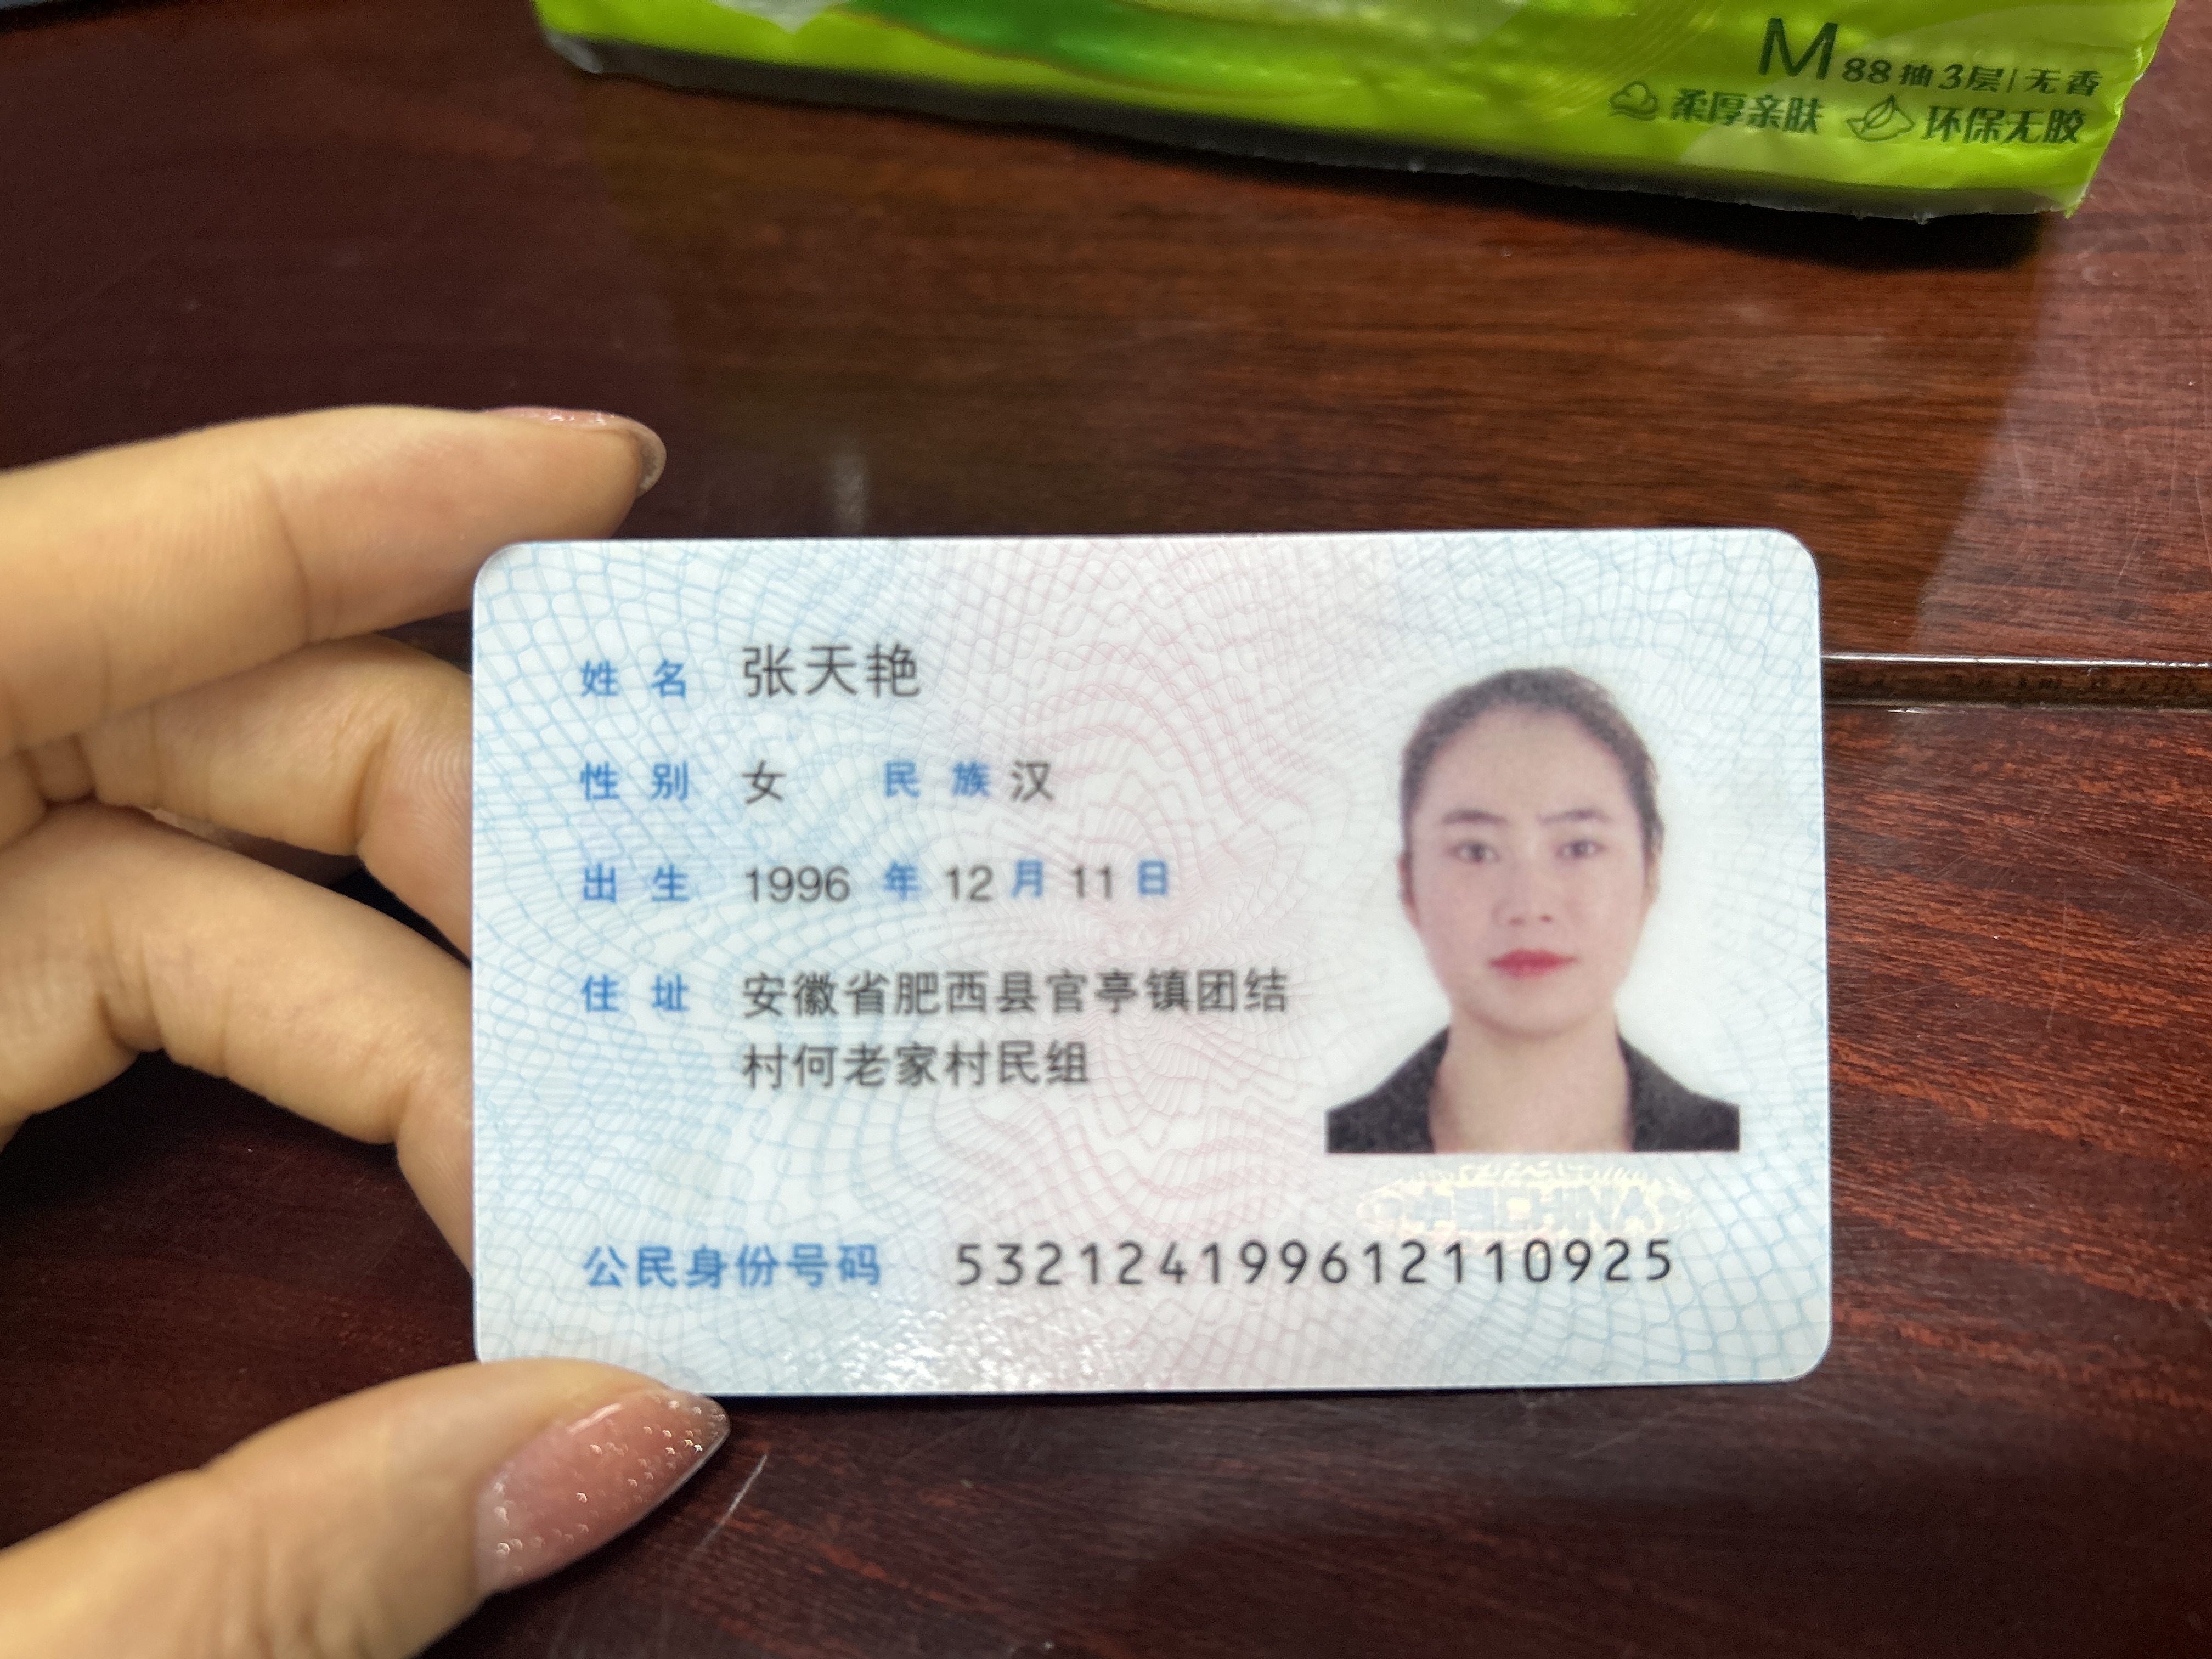 姓名 张天艳
性别 女 民族 汉
出生 1996 年 12 月 11 日
住址 安徽省肥西县官亭镇团结
村何老家村民组
公民身份号码 532124199612110925
M 88抽3层|无香
柔厚亲肤 环保无胶